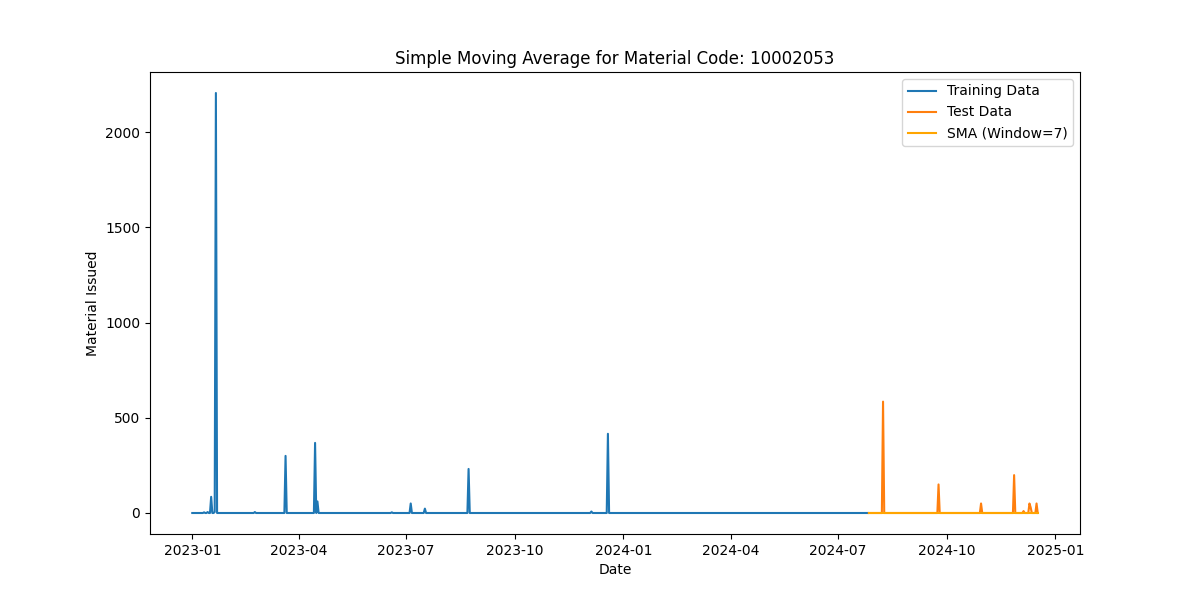 Simple Moving Average for Material Code: 10002053
Training Data
Test Data
SMA (Window=7)
Material Issued
2000
1500
1000
500
0
2023-01 2023-04 2023-07 2023-10 2024-01 2024-04 2024-07 2024-10 2025-01
Date